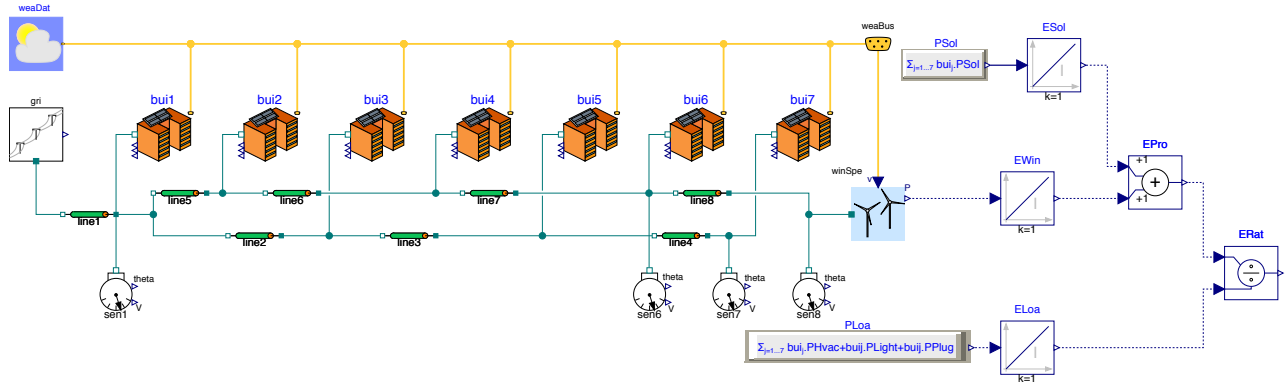 weaDat
weaBus
PSol
Σj=1...7 buij.PSol
ESol
I
k=1
gri
T
T
T
bui1
bui2
bui3
bui4
bui5
bui6
bui7
line5
line6
line7
line8
line1
line2
line3
line4
winSpe
v
P
EWin
I
k=1
EPro
+1
+
+1
ERat
÷
theta
V
sen1
theta
V
sen6
theta
V
sen7
theta
V
sen8
PLoa
Σj=1...7 buij.PHvac+buij.PLight+buij.PPlug
ELoa
I
k=1